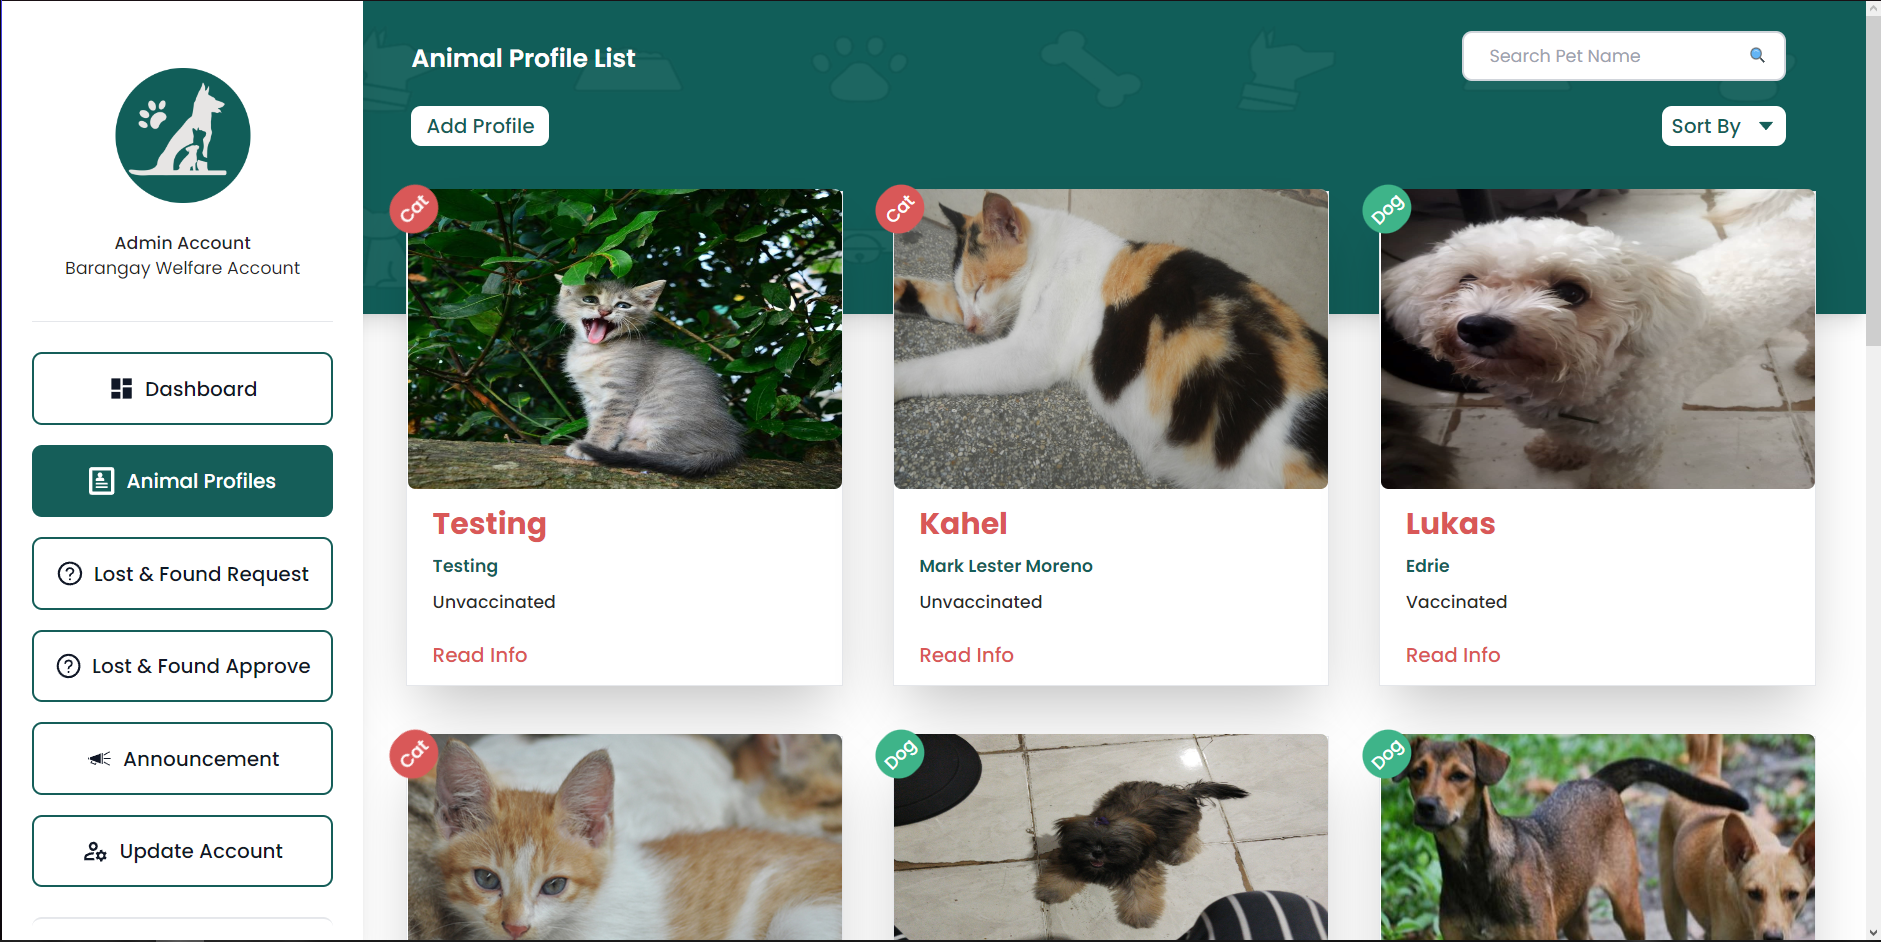 Admin Account
Barangay Welfare Account
Dashboard
Animal Profiles
Lost & Found Request
Lost & Found Approve
Announcement
Update Account
Animal Profile List
Search Pet Name
Add Profile
Sort By
Cat
Testing
Testing
Unvaccinated
Read Info
Cat
Kahel
Mark Lester Moreno
Unvaccinated
Read Info
Dog
Lukas
Edrie
Vaccinated
Read Info
Cat
Dog
Dog